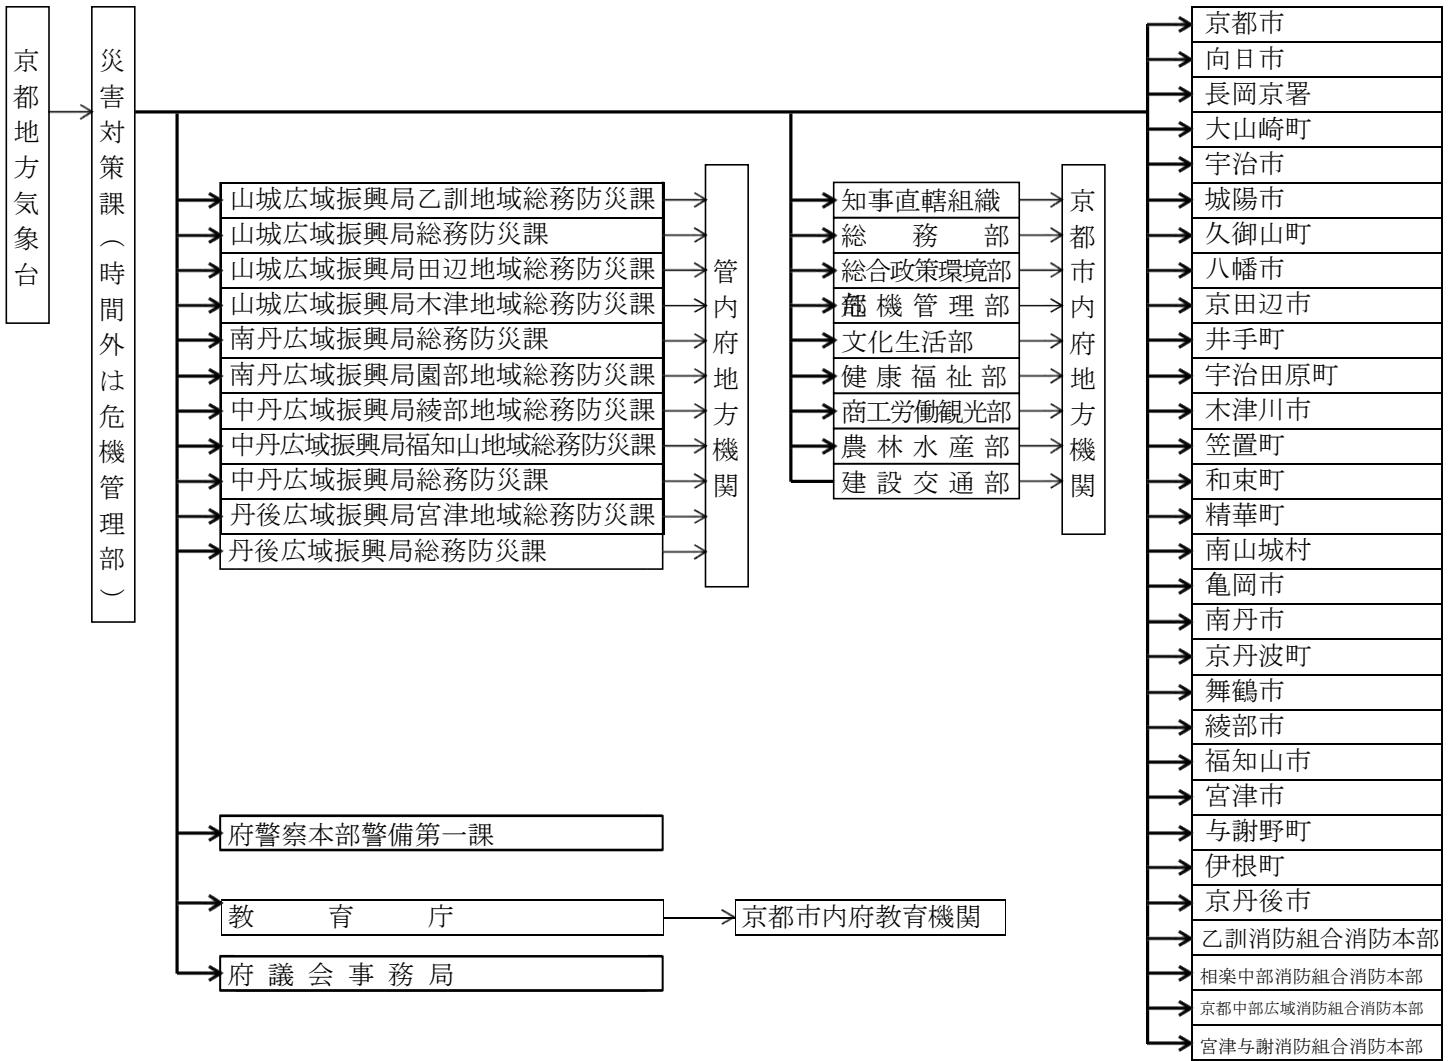 京都地方気象台
災害対策課（時間外は危機管理部）
山城広域振興局乙訓地域総務防災課
山城広域振興局総務防災課
山城広域振興局田辺地域総務防災課
山城広域振興局木津地域総務防災課
南丹広域振興局総務防災課
南丹広域振興局園部地域総務防災課
中丹広域振興局綾部地域総務防災課
中丹広域振興局福知山地域総務防災課
中丹広域振興局総務防災課
丹後広域振興局宮津地域総務防災課
丹後広域振興局総務防災課
管内府地方機関
府警察本部警備第一課
教育庁
京都市内府教育機関
府議会事務局
知事直轄組織
総務部
総合政策環境部
危機管理部
文化生活部
健康福祉部
商工労働観光部
農林水産部
建設交通部
京都市内府地方機関
京都市
向日市
長岡京署
大山崎町
宇治市
城陽市
久御山町
八幡市
京田辺市
井手町
宇治田原町
木津川市
笠置町
和束町
精華町
南山城村
亀岡市
南丹市
京丹波町
舞鶴市
綾部市
福知山市
宮津市
与謝野町
伊根町
京丹後市
乙訓消防組合消防本部
相楽中部消防組合消防本部
京都中部広域消防組合消防本部
宮津与謝消防組合消防本部